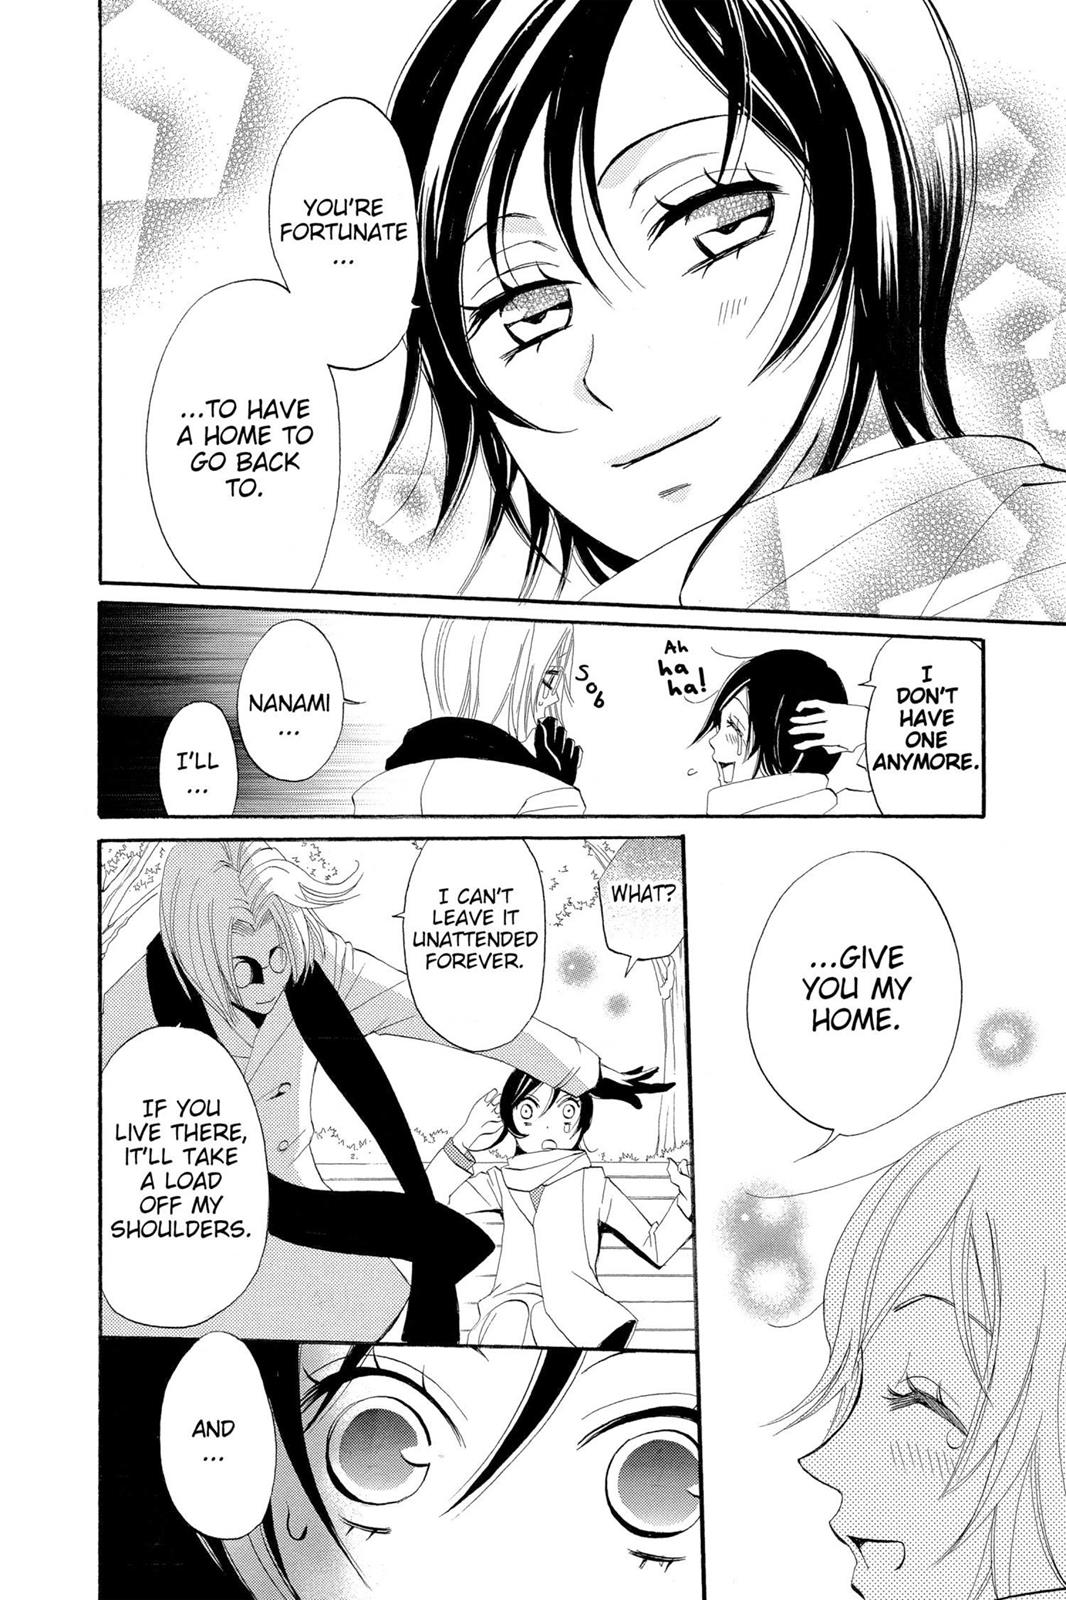 YOU'RE
FORTUNATE
...
...TO HAVE
A HOME TO
GO BACK
TO.
I
DON'T
HAVE
ONE
ANYMORE.
Ah
ha
ha!
Sob
NANAMI
...
I'LL
...
...GIVE
YOU MY
HOME.
WHAT?
I CAN'T
LEAVE IT
UNATTENDED
FOREVER.
IF YOU
LIVE THERE,
IT'LL TAKE
A LOAD
OFF MY
SHOULDERS.
AND
...